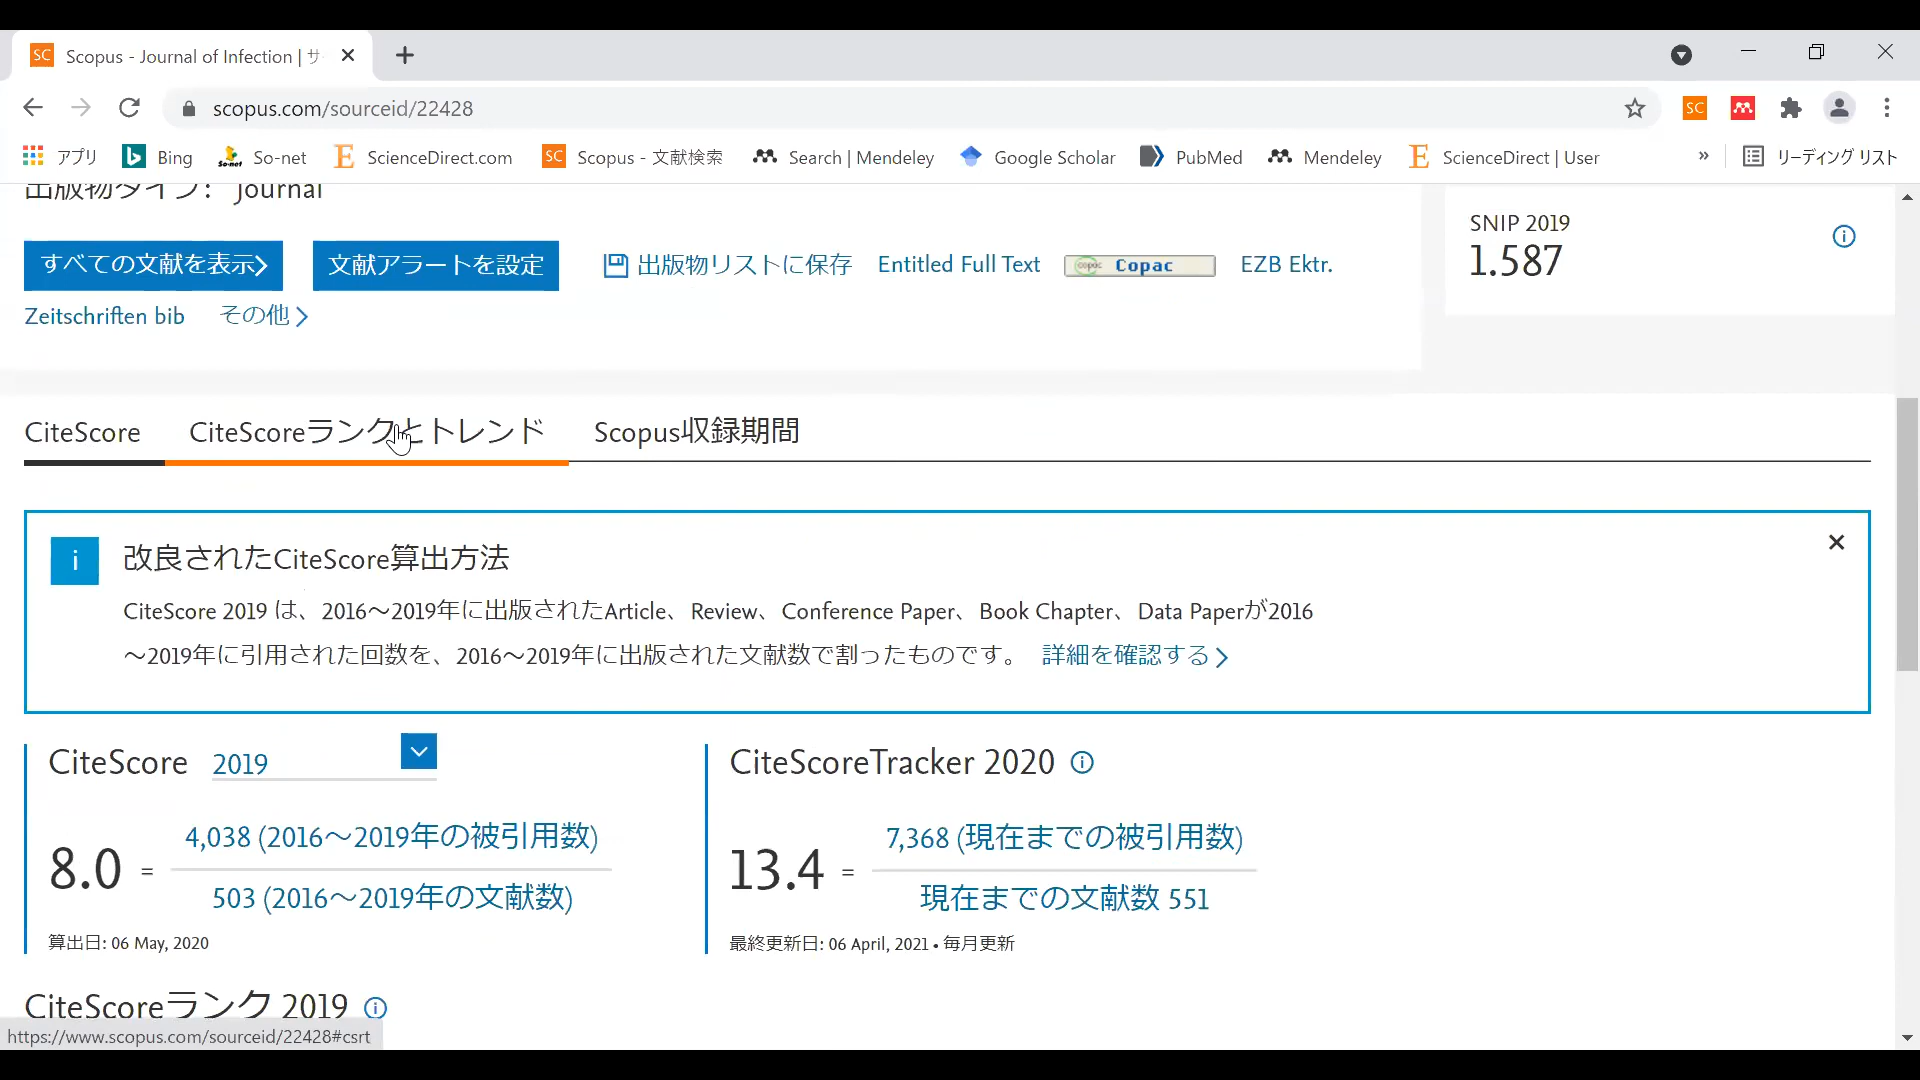 SC Scopus - Journal of Infection | サ
scopus.com/sourceid/22428
SC
アプリ Bing So-net ScienceDirect.com SC Scopus - 文献検索 Search | Mendeley Google Scholar PubMed Mendeley ScienceDirect | User » リーディング リスト
出版物タイプ: Journal
SNIP 2019
1.587
すべての文献を表示> 文献アラートを設定 出版物リストに保存 Entitled Full Text copac Copac EZB Ektr.
Zeitschriften bib その他>
CiteScore CiteScoreランクとトレンド Scopus収録期間
i 改良されたCiteScore算出方法
CiteScore 2019 は、2016～2019年に出版されたArticle、Review、Conference Paper、Book Chapter、Data Paperが2016
～2019年に引用された回数を、2016～2019年に出版された文献数で割ったものです。 詳細を確認する>
CiteScore 2019
8.0 =
4,038 (2016～2019年の被引用数)
503 (2016～2019年の文献数)
算出日: 06 May, 2020
CiteScoreTracker 2020
13.4 =
7,368 (現在までの被引用数)
現在までの文献数 551
最終更新日: 06 April, 2021 • 毎月更新
CiteScoreランク 2019
https://www.scopus.com/sourceid/22428#csrt